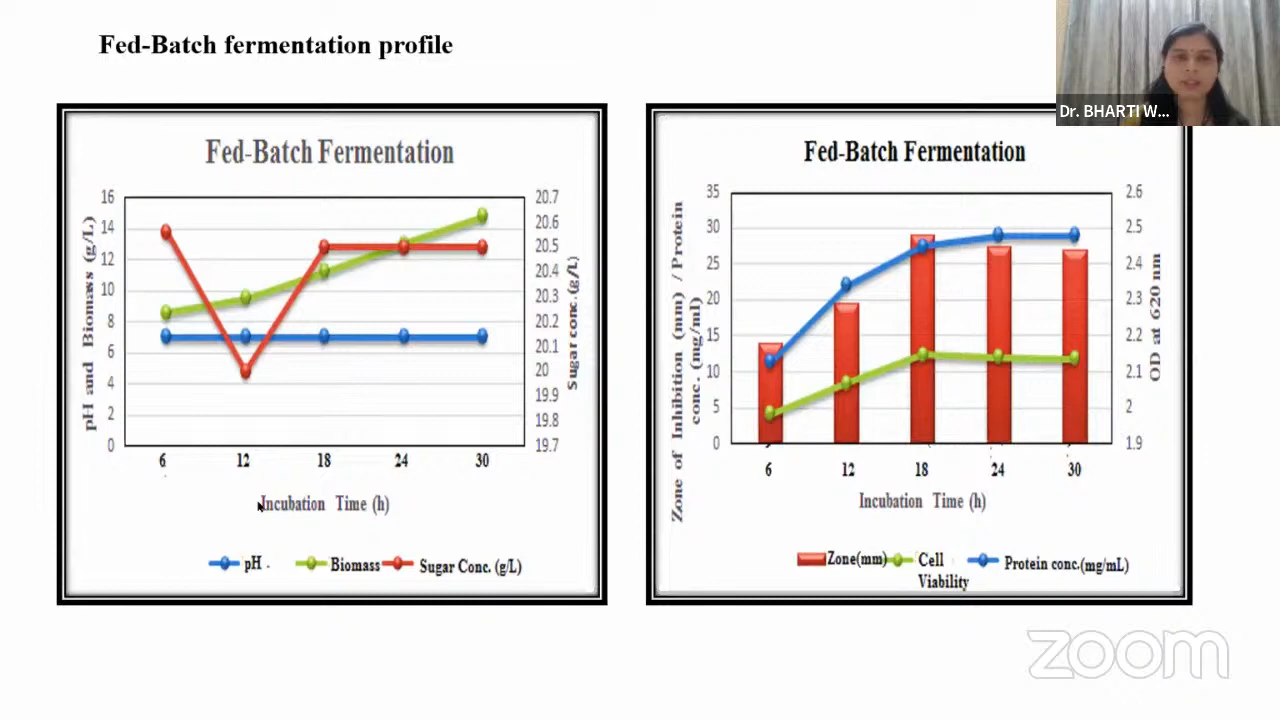 Fed-Batch fermentation profile
Dr. BHARTI W...
Fed-Batch Fermentation
pH and Biomass (g/L)
16
14
12
10
8
6
4
2
0
20.7
20.6
20.5
20.4
20.3
20.2
20.1
20
19.9
19.8
19.7
Sugar conc.(g/L)
6 12 18 24 30
Incubation Time (h)
pH Biomass Sugar Conc. (g/L)
Fed-Batch Fermentation
Zone of Inhibition (mm) / Protein
conc. (mg/ml)
35
30
25
20
15
10
5
0
2.6
2.5
2.4
2.3
2.2
2.1
2
1.9
OD at 620 nm
6 12 18 24 30
Incubation Time (h)
Zone(mm) Cell Protein conc.(mg/mL)
Viability
zoom